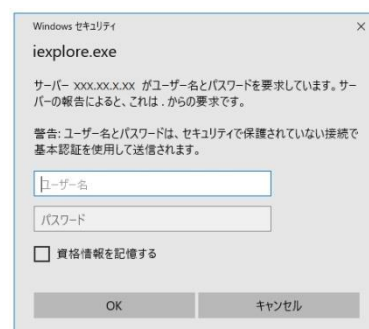 Windows セキュリティ
iexplore.exe
サーバー xxx.xx.x.xx がユーザー名とパスワードを要求しています。サー
バーの報告によると、これは . からの要求です。
警告: ユーザー名とパスワードは、セキュリティで保護されていない接続で
基本認証を使用して送信されます。
ユーザー名
パスワード
資格情報を記憶する
OK キャンセル